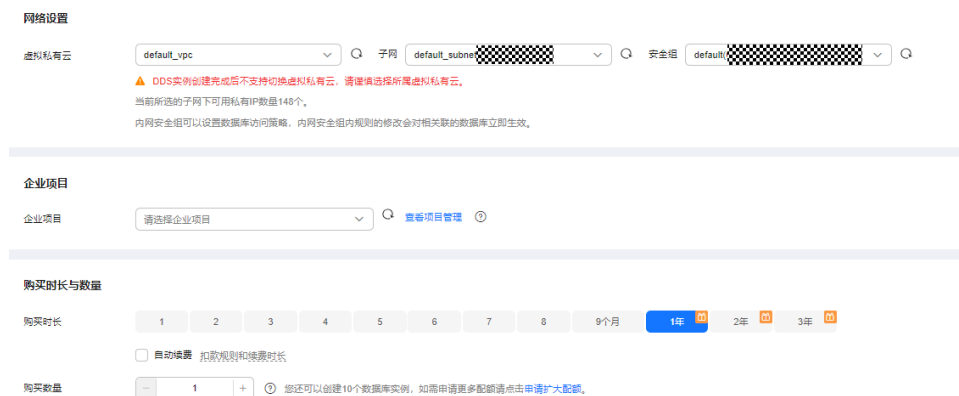 网络设置
虚拟私有云 default_vpc 子网 default_subnet 安全组 default(
DDS实例创建完成后不支持切换虚拟私有云，请谨慎选择所属虚拟私有云。
当前所选的子网下可用私有IP数量148个。
内网安全组可以设置数据库访问策略，内网安全组内规则的修改会对相关联的数据库立即生效。
企业项目
企业项目 请选择企业项目 查看项目管理 ?
购买时长与数量
购买时长 1 2 3 4 5 6 7 8 9个月 1年 2年 3年
自动续费 扣款规则和续费时长
购买数量 − 1 + ? 您还可以创建10个数据库实例，如需申请更多配额请点击申请扩大配额。